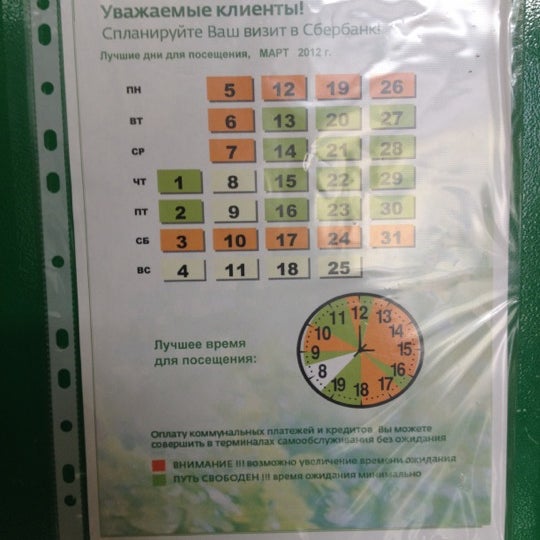 Уважаемые клиенты!
Спланируйте Ваш визит в Сбербанк!
Лучшие дни для посещения, МАРТ 2012 г.
ПН 5 12 19 26
ВТ 6 13 20 27
СР 7 14 21 28
ЧТ 1 8 15 22 29
ПТ 2 9 16 23 30
СБ 3 10 17 24 31
ВС 4 11 18 25
Лучшее время
для посещения:
12 13 14 15 16 17 18 19 8 9 10 11
Оплату коммунальных платежей и кредитов Вы можете
совершить в терминалах самообслуживания без ожидания
ВНИМАНИЕ !!! возможно увеличение времени ожидания
ПУТЬ СВОБОДЕН !!! время ожидания минимально